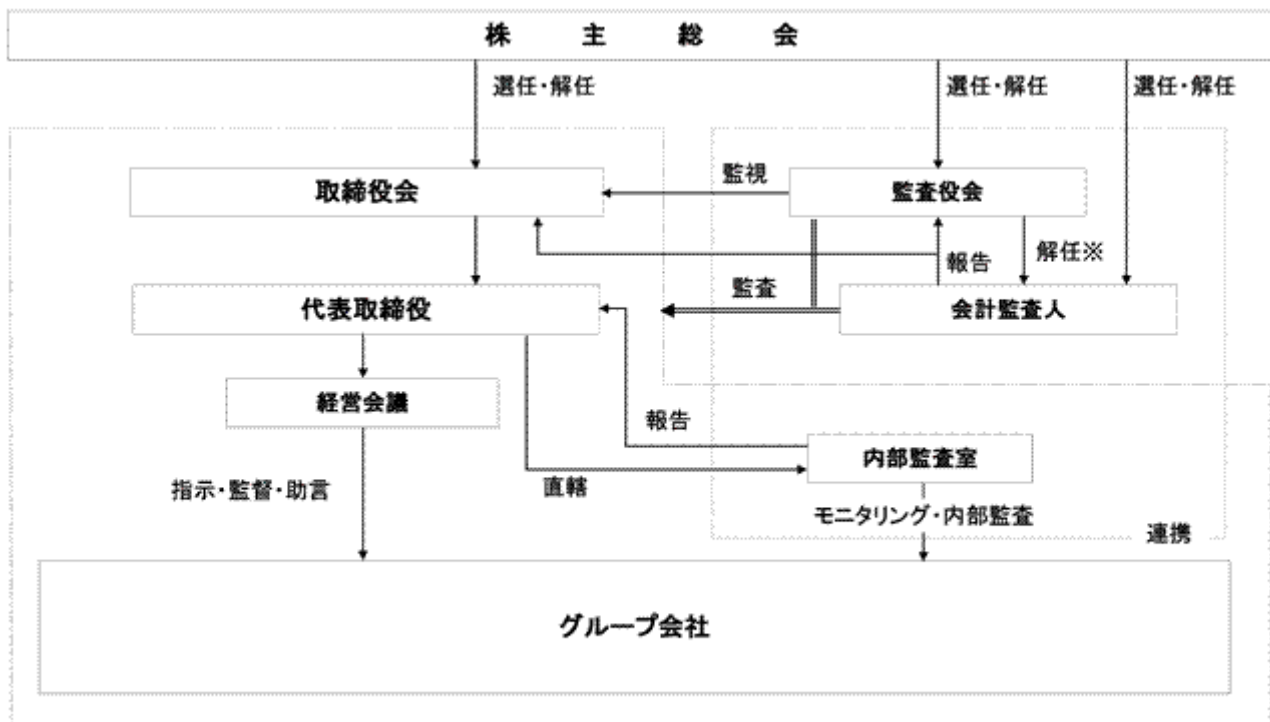 株主総会
選任・解任
選任・解任
選任・解任
取締役会
監視
監査役会
報告
解任※
代表取締役
監査
会計監査人
経営会議
報告
内部監査室
指示・監督・助言
直轄
モニタリング・内部監査
連携
グループ会社